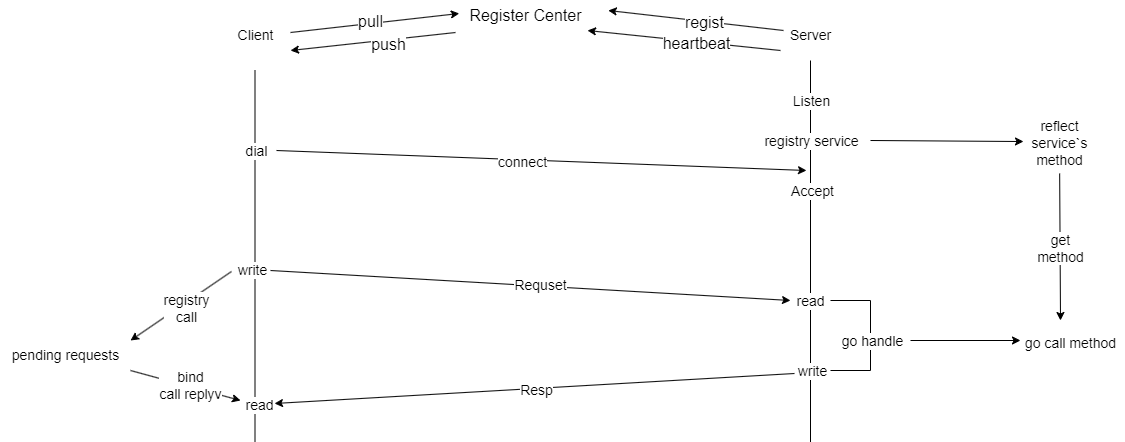 pull
Register Center
regist
Client
push
heartbeat
Server
Listen
registry service
reflect
service`s
method
dial
connect
Accept
get
method
write
Requset
read
registry
call
go handle
go call method
pending requests
write
bind
call replyv
Resp
read